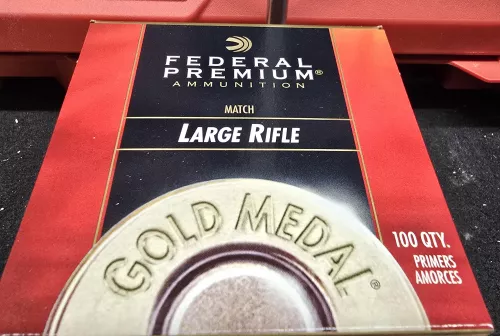 FEDERAL
PREMIUM®
AMMUNITION
MATCH
LARGE RIFLE
GOLD MEDAL®
100 QTY.
PRIMERS
AMORCES